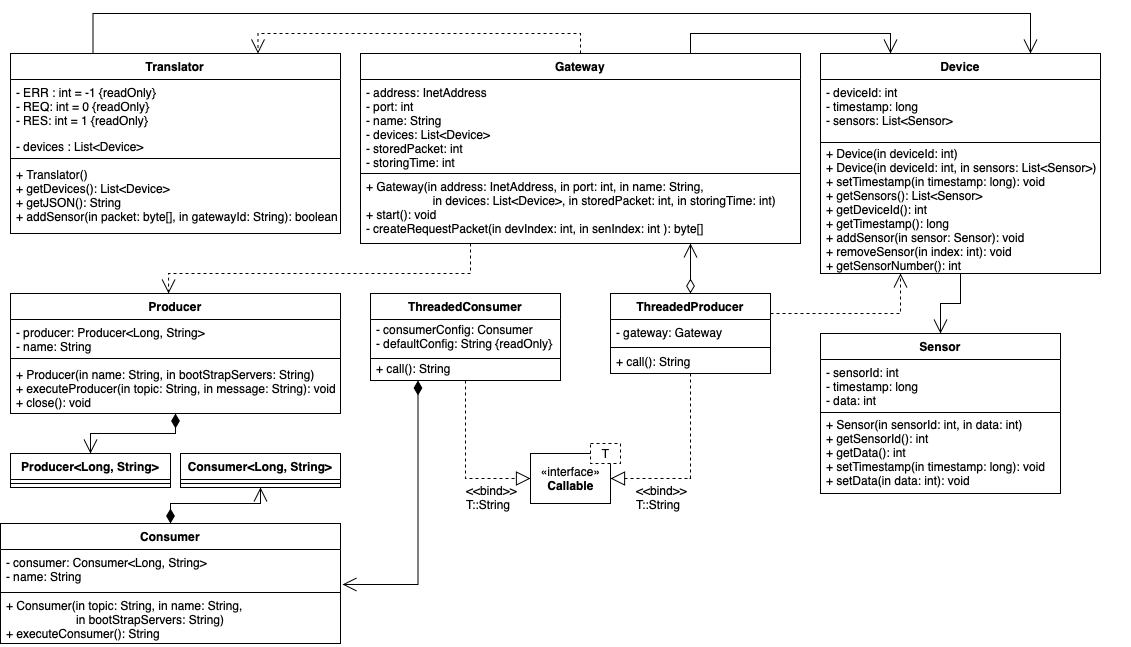 Translator
- ERR : int = -1 {readOnly}
- REQ: int = 0 {readOnly}
- RES: int = 1 {readOnly}
- devices : List<Device>
+ Translator()
+ getDevices(): List<Device>
+ getJSON(): String
+ addSensor(in packet: byte[], in gatewayId: String): boolean
Gateway
- address: InetAddress
- port: int
- name: String
- devices: List<Device>
- storedPacket: int
- storingTime: int
+ Gateway(in address: InetAddress, in port: int, in name: String,
in devices: List<Device>, in storedPacket: int, in storingTime: int)
+ start(): void
- createRequestPacket(in devIndex: int, in senIndex: int ): byte[]
Device
- deviceId: int
- timestamp: long
- sensors: List<Sensor>
+ Device(in deviceId: int)
+ Device(in deviceId: int, in sensors: List<Sensor>)
+ setTimestamp(in timestamp: long): void
+ getSensors(): List<Sensor>
+ getDeviceId(): int
+ getTimestamp(): long
+ addSensor(in sensor: Sensor): void
+ removeSensor(in index: int): void
+ getSensorNumber(): int
Producer
- producer: Producer<Long, String>
- name: String
+ Producer(in name: String, in bootStrapServers: String)
+ executeProducer(in topic: String, in message: String): void
+ close(): void
ThreadedConsumer
- consumerConfig: Consumer
- defaultConfig: String {readOnly}
+ call(): String
ThreadedProducer
- gateway: Gateway
+ call(): String
Sensor
- sensorId: int
- timestamp: long
- data: int
+ Sensor(in sensorId: int, in data: int)
+ getSensorId(): int
+ getData(): int
+ setTimestamp(in timestamp: long): void
+ setData(in data: int): void
Producer<Long, String>
Consumer<Long, String>
T
«interface»
Callable
<<bind>>
T::String
<<bind>>
T::String
Consumer
- consumer: Consumer<Long, String>
- name: String
+ Consumer(in topic: String, in name: String,
in bootStrapServers: String)
+ executeConsumer(): String